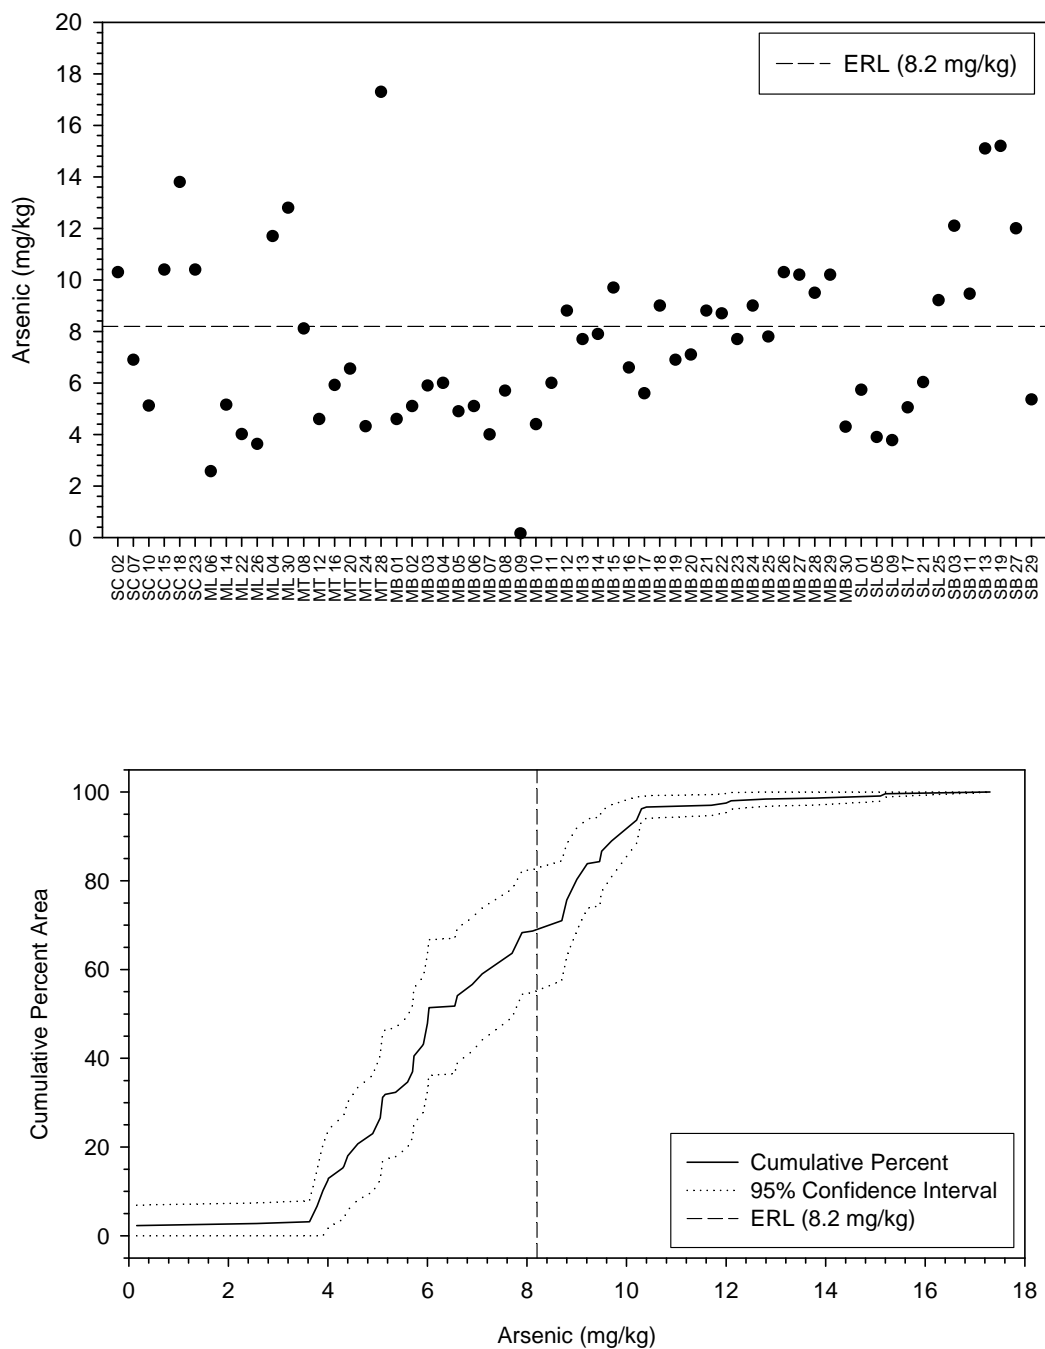 20
18
16
14
12
10
8
6
4
2
0
Arsenic (mg/kg)
ERL (8.2 mg/kg)
SC 02
SC 07
SC 10
SC 15
SC 18
SC 23
ML 06
ML 14
ML 22
ML 26
ML 04
ML 30
MT 08
MT 12
MT 16
MT 20
MT 24
MT 28
MB 01
MB 02
MB 03
MB 04
MB 05
MB 06
MB 07
MB 08
MB 09
MB 10
MB 11
MB 12
MB 13
MB 14
MB 15
MB 16
MB 17
MB 18
MB 19
MB 20
MB 21
MB 22
MB 23
MB 24
MB 25
MB 26
MB 27
MB 28
MB 29
MB 30
SL 01
SL 05
SL 09
SL 17
SL 21
SL 25
SB 03
SB 11
SB 13
SB 19
SB 27
SB 29
100
80
60
40
20
0
Cumulative Percent Area
Cumulative Percent
95% Confidence Interval
ERL (8.2 mg/kg)
0 2 4 6 8 10 12 14 16 18
Arsenic (mg/kg)